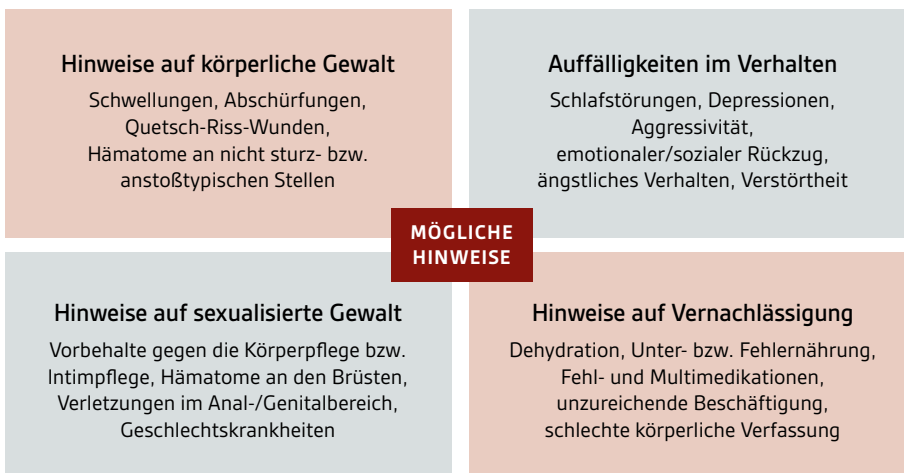 Hinweise auf körperliche Gewalt
Schwellungen, Abschürfungen,
Quetsch-Riss-Wunden,
Hämatome an nicht sturz- bzw.
anstoßtypischen Stellen
Auffälligkeiten im Verhalten
Schlafstörungen, Depressionen,
Aggressivität,
emotionaler/sozialer Rückzug,
ängstliches Verhalten, Verstörtheit
MÖGLICHE
HINWEISE
Hinweise auf sexualisierte Gewalt
Vorbehalte gegen die Körperpflege bzw.
Intimpflege, Hämatome an den Brüsten,
Verletzungen im Anal-/Genitalbereich,
Geschlechtskrankheiten
Hinweise auf Vernachlässigung
Dehydration, Unter- bzw. Fehlernährung,
Fehl- und Multimedikationen,
unzureichende Beschäftigung,
schlechte körperliche Verfassung